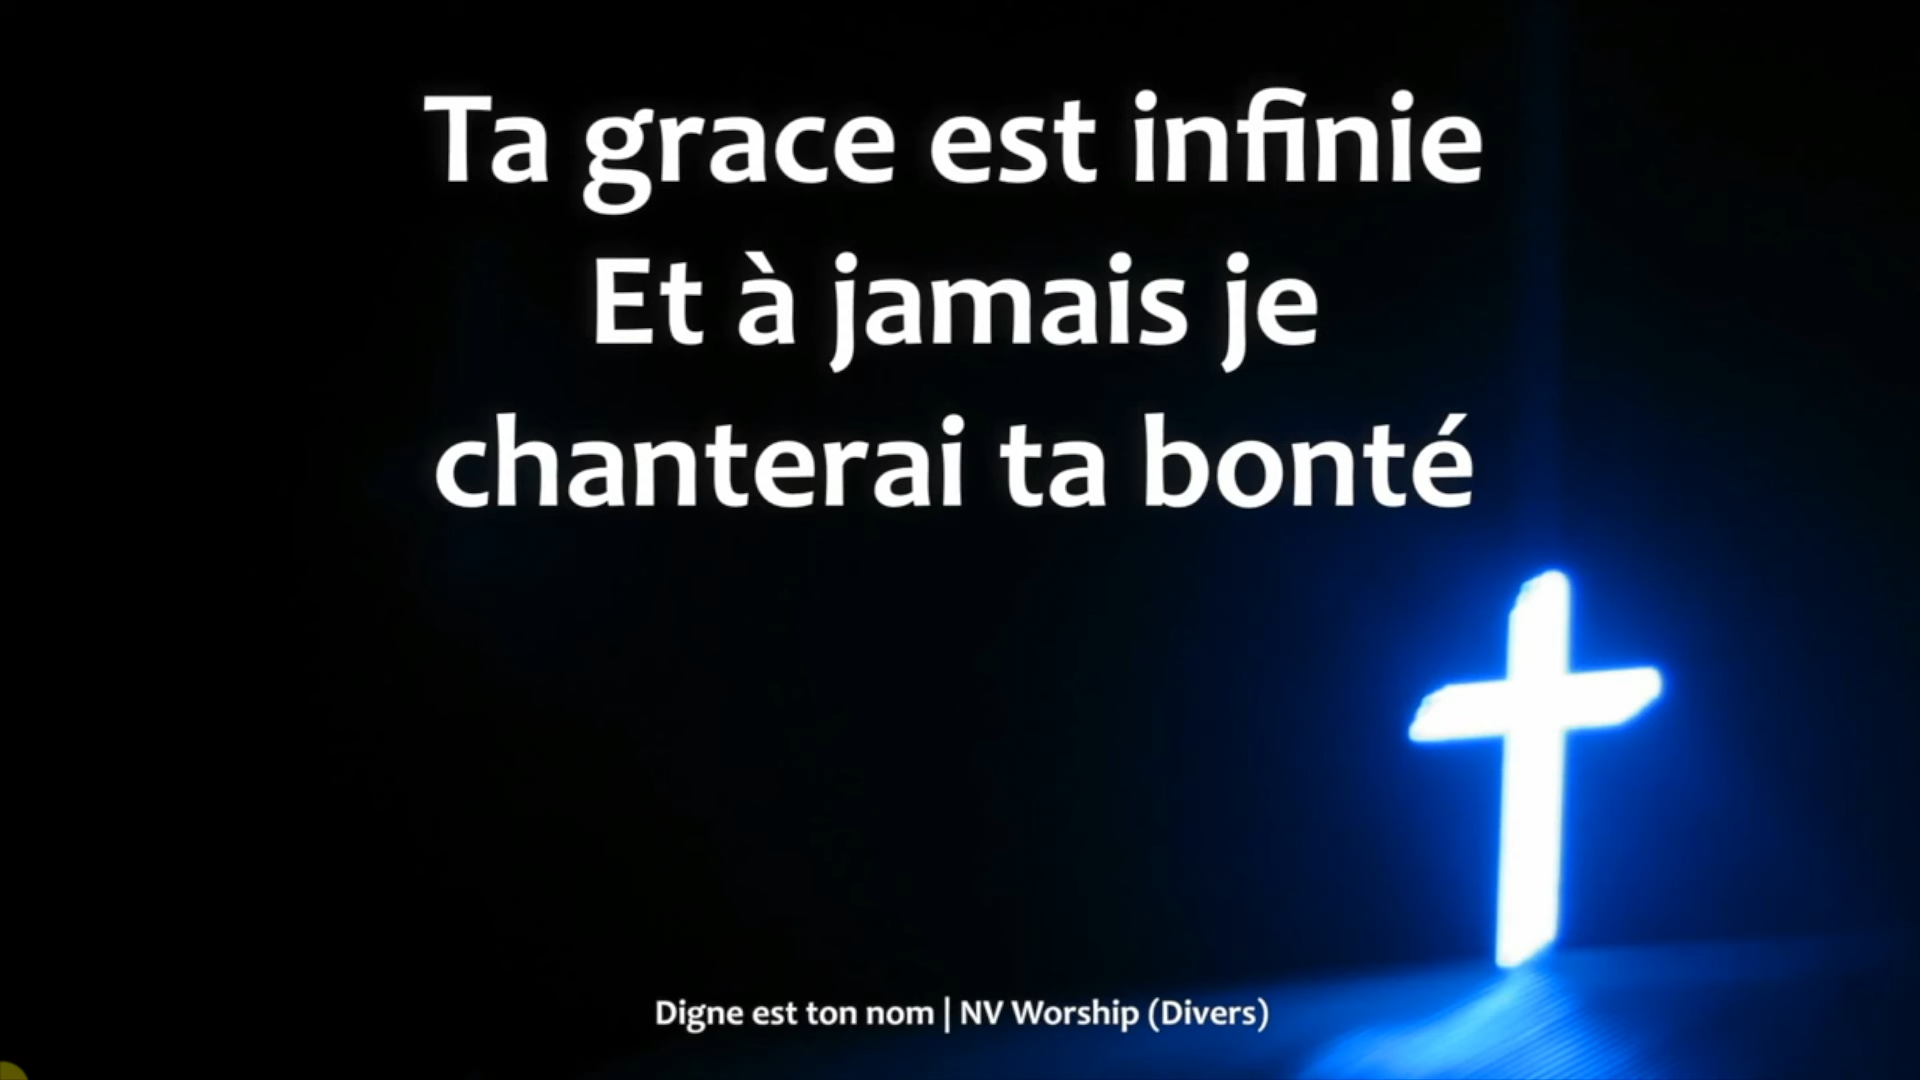 Ta grace est infinie
Et à jamais je
chanterai ta bonté
Digne est ton nom | NV Worship (Divers)